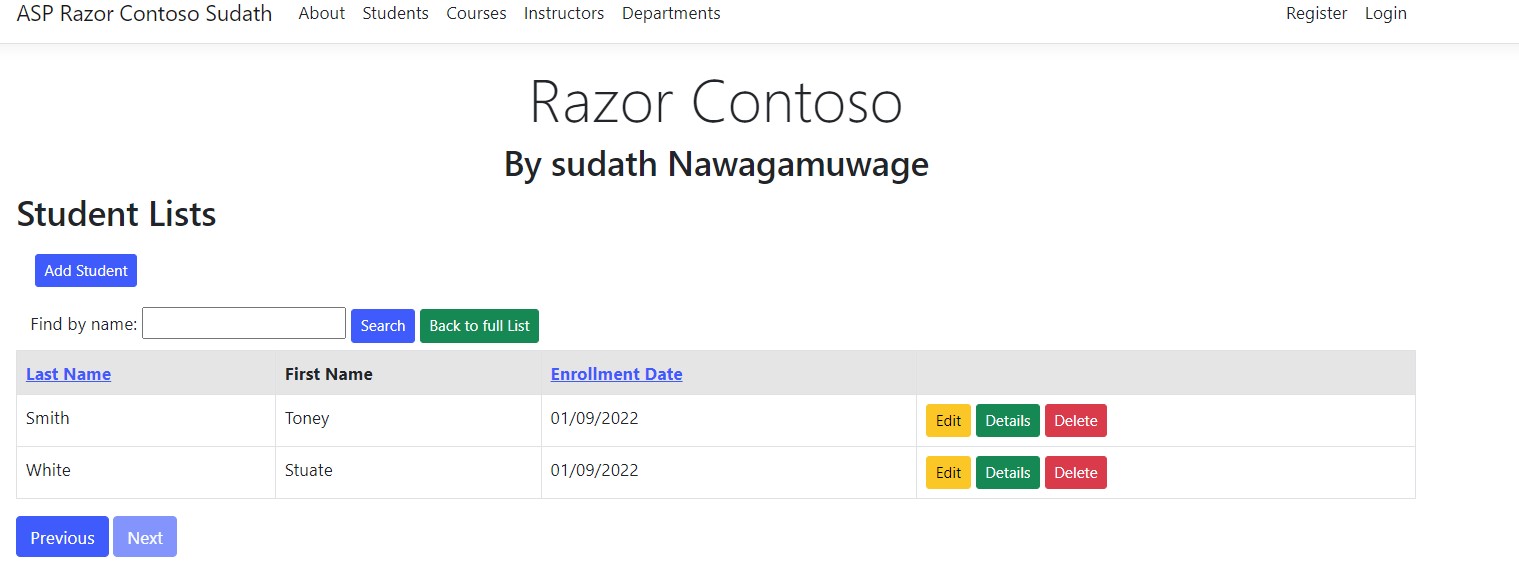 ASP Razor Contoso Sudath About Students Courses Instructors Departments Register Login
Razor Contoso
By sudath Nawagamuwage
Student Lists
Add Student
Find by name: Search Back to full List
Last Name First Name Enrollment Date
Smith Toney 01/09/2022 Edit Details Delete
White Stuate 01/09/2022 Edit Details Delete
Previous Next